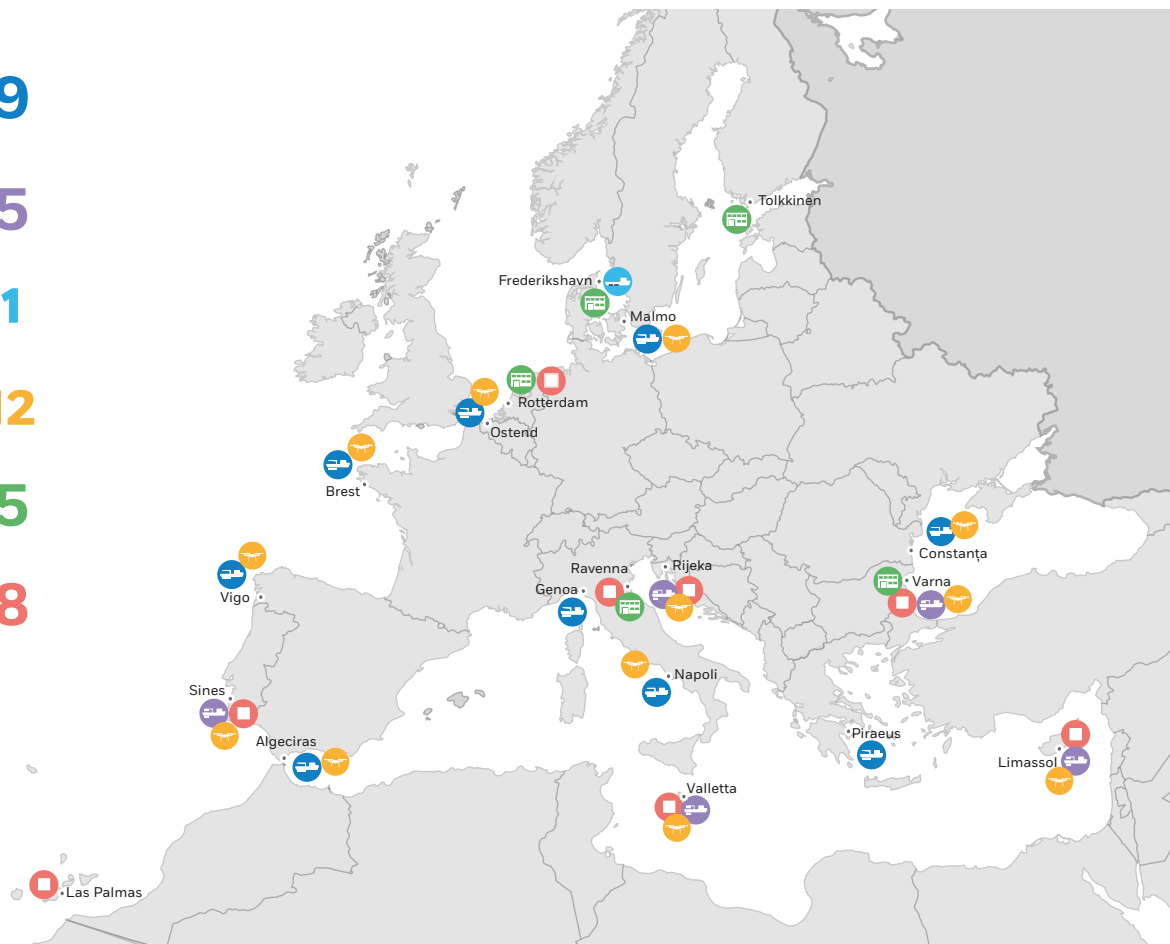 9
5
1
12
5
8
Tolkkinen
Frederikshavn
Malmo
Rotterdam
Ostend
Brest
Constanța
Ravenna
Rijeka
Varna
Genoa
Vigo
Napoli
Sines
Piraeus
Algeciras
Limassol
Valletta
Las Palmas